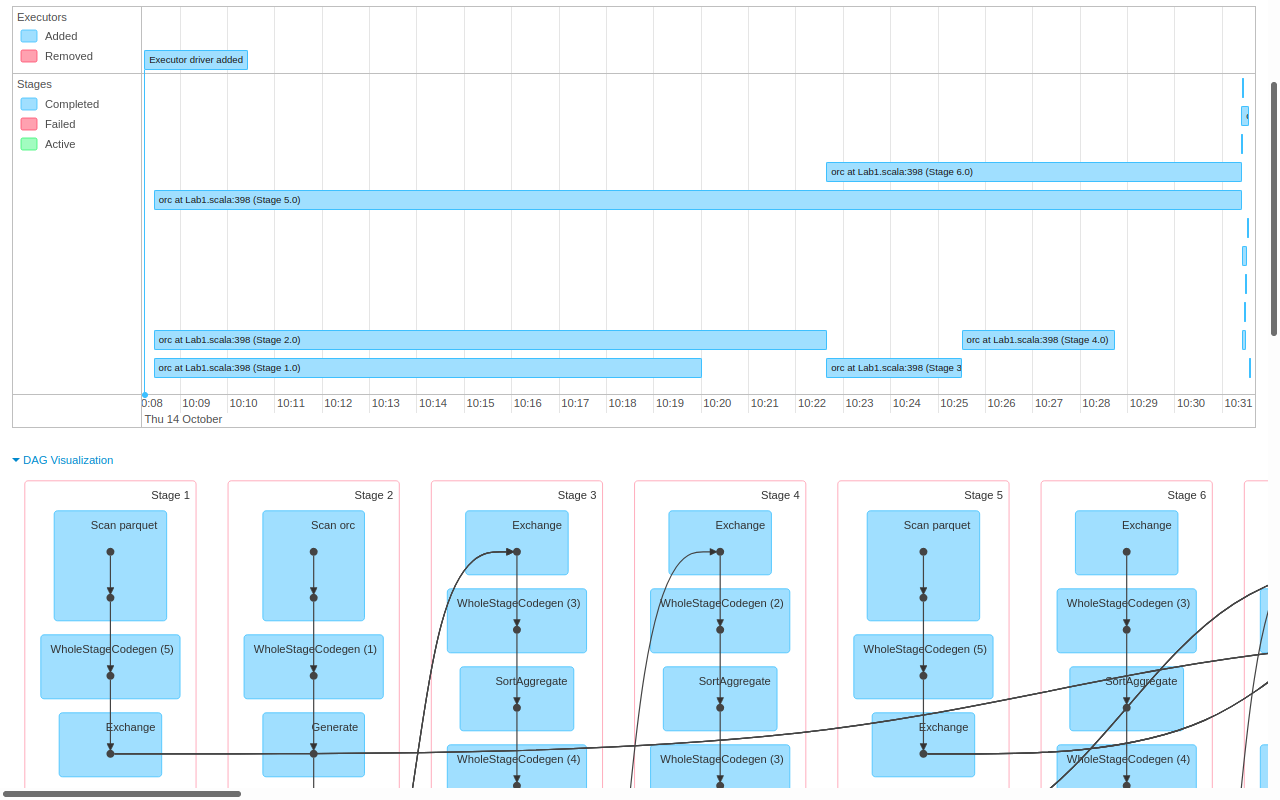 Executors
Added
Removed
Executor driver added
Stages
Completed
Failed
Active
orc at Lab1.scala:398 (Stage 6.0)
orc at Lab1.scala:398 (Stage 5.0)
orc at Lab1.scala:398 (Stage 2.0)
orc at Lab1.scala:398 (Stage 4.0)
orc at Lab1.scala:398 (Stage 1.0)
orc at Lab1.scala:398 (Stage 3
0:08 10:09 10:10 10:11 10:12 10:13 10:14 10:15 10:16 10:17 10:18 10:19 10:20 10:21 10:22 10:23 10:24 10:25 10:26 10:27 10:28 10:29 10:30 10:31
Thu 14 October
DAG Visualization
Stage 1 Stage 2 Stage 3 Stage 4 Stage 5 Stage 6
Scan parquet Scan orc Exchange Exchange Scan parquet Exchange
WholeStageCodegen (3) WholeStageCodegen (2) WholeStageCodegen (3)
WholeStageCodegen (5) WholeStageCodegen (1) WholeStageCodegen (5)
SortAggregate SortAggregate SortAggregate
Exchange Generate Exchange
WholeStageCodegen (4) WholeStageCodegen (3) WholeStageCodegen (4)